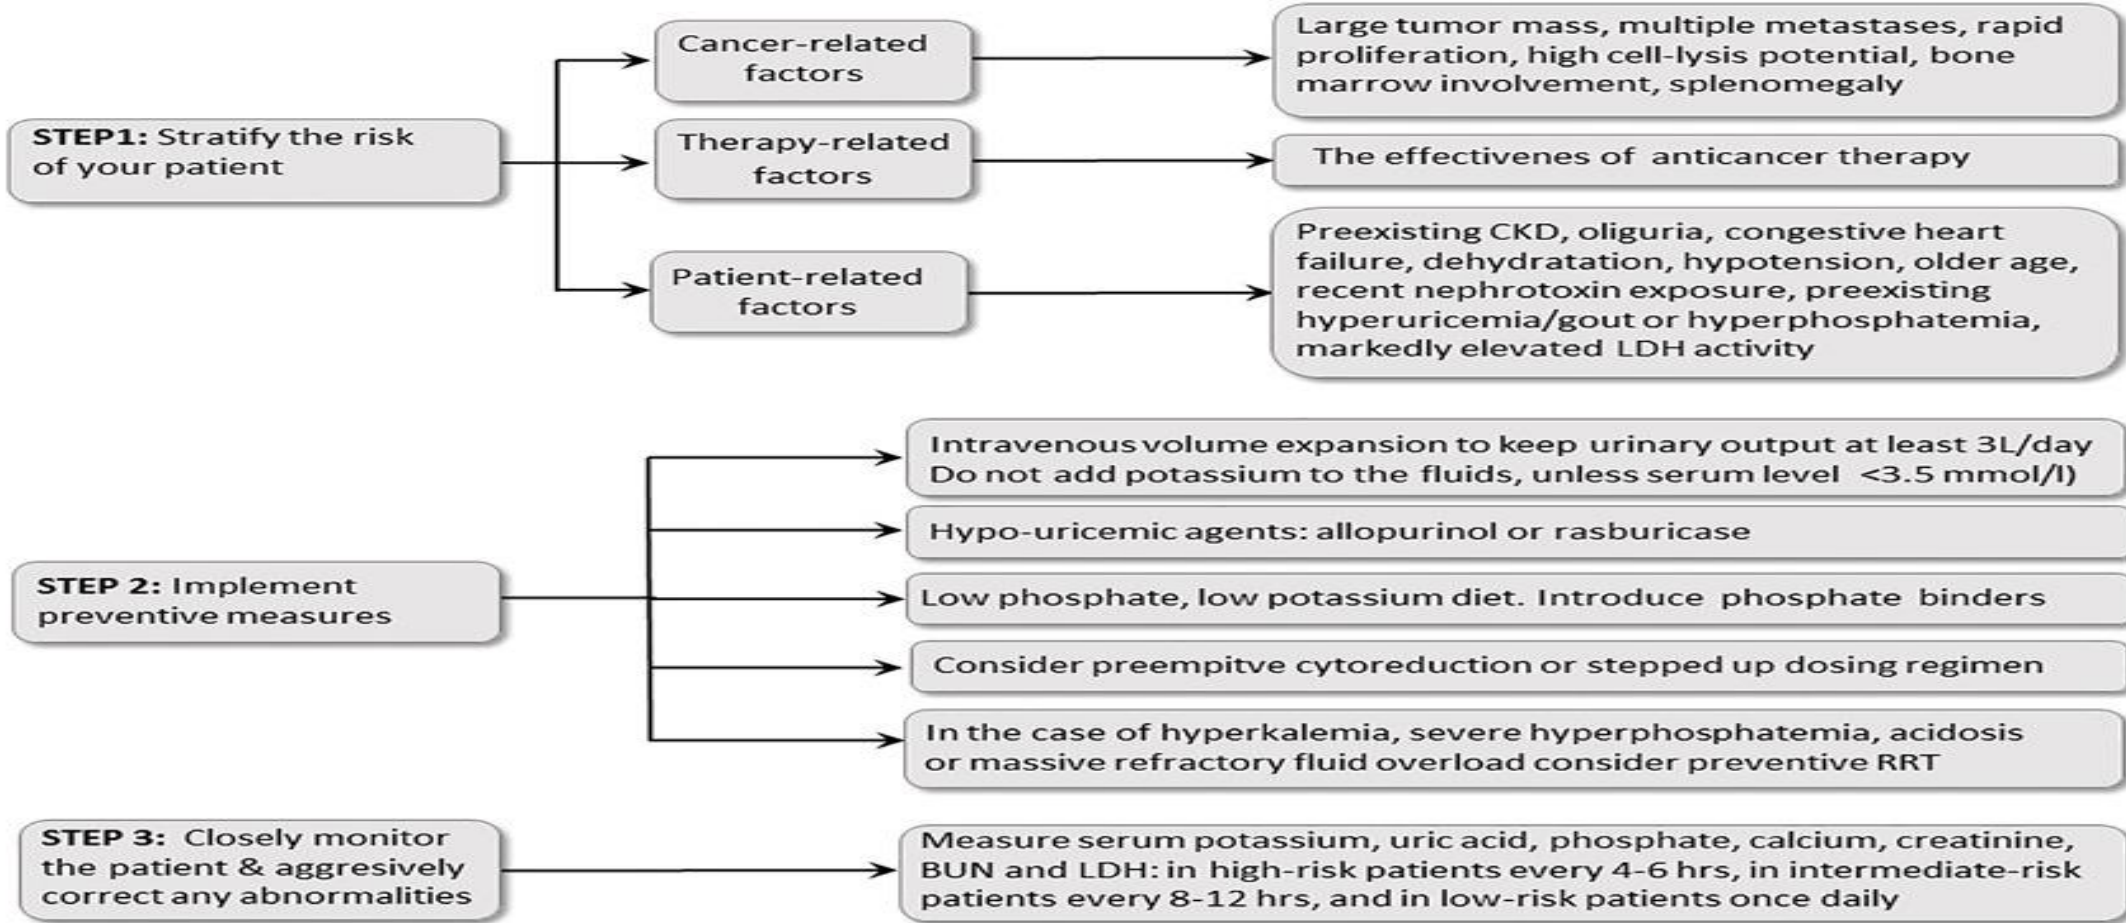 STEP1: Stratify the risk
of your patient
Cancer-related
factors
Large tumor mass, multiple metastases, rapid
proliferation, high cell-lysis potential, bone
marrow involvement, splenomegaly
Therapy-related
factors
The effectivenes of anticancer therapy
Patient-related
factors
Preexisting CKD, oliguria, congestive heart
failure, dehydratation, hypotension, older age,
recent nephrotoxin exposure, preexisting
hyperuricemia/gout or hyperphosphatemia,
markedly elevated LDH activity
STEP 2: Implement
preventive measures
Intravenous volume expansion to keep urinary output at least 3L/day
Do not add potassium to the fluids, unless serum level <3.5 mmol/l)
Hypo-uricemic agents: allopurinol or rasburicase
Low phosphate, low potassium diet. Introduce phosphate binders
Consider preempitve cytoreduction or stepped up dosing regimen
In the case of hyperkalemia, severe hyperphosphatemia, acidosis
or massive refractory fluid overload consider preventive RRT
STEP 3: Closely monitor
the patient & aggresively
correct any abnormalities
Measure serum potassium, uric acid, phosphate, calcium, creatinine,
BUN and LDH: in high-risk patients every 4-6 hrs, in intermediate-risk
patients every 8-12 hrs, and in low-risk patients once daily